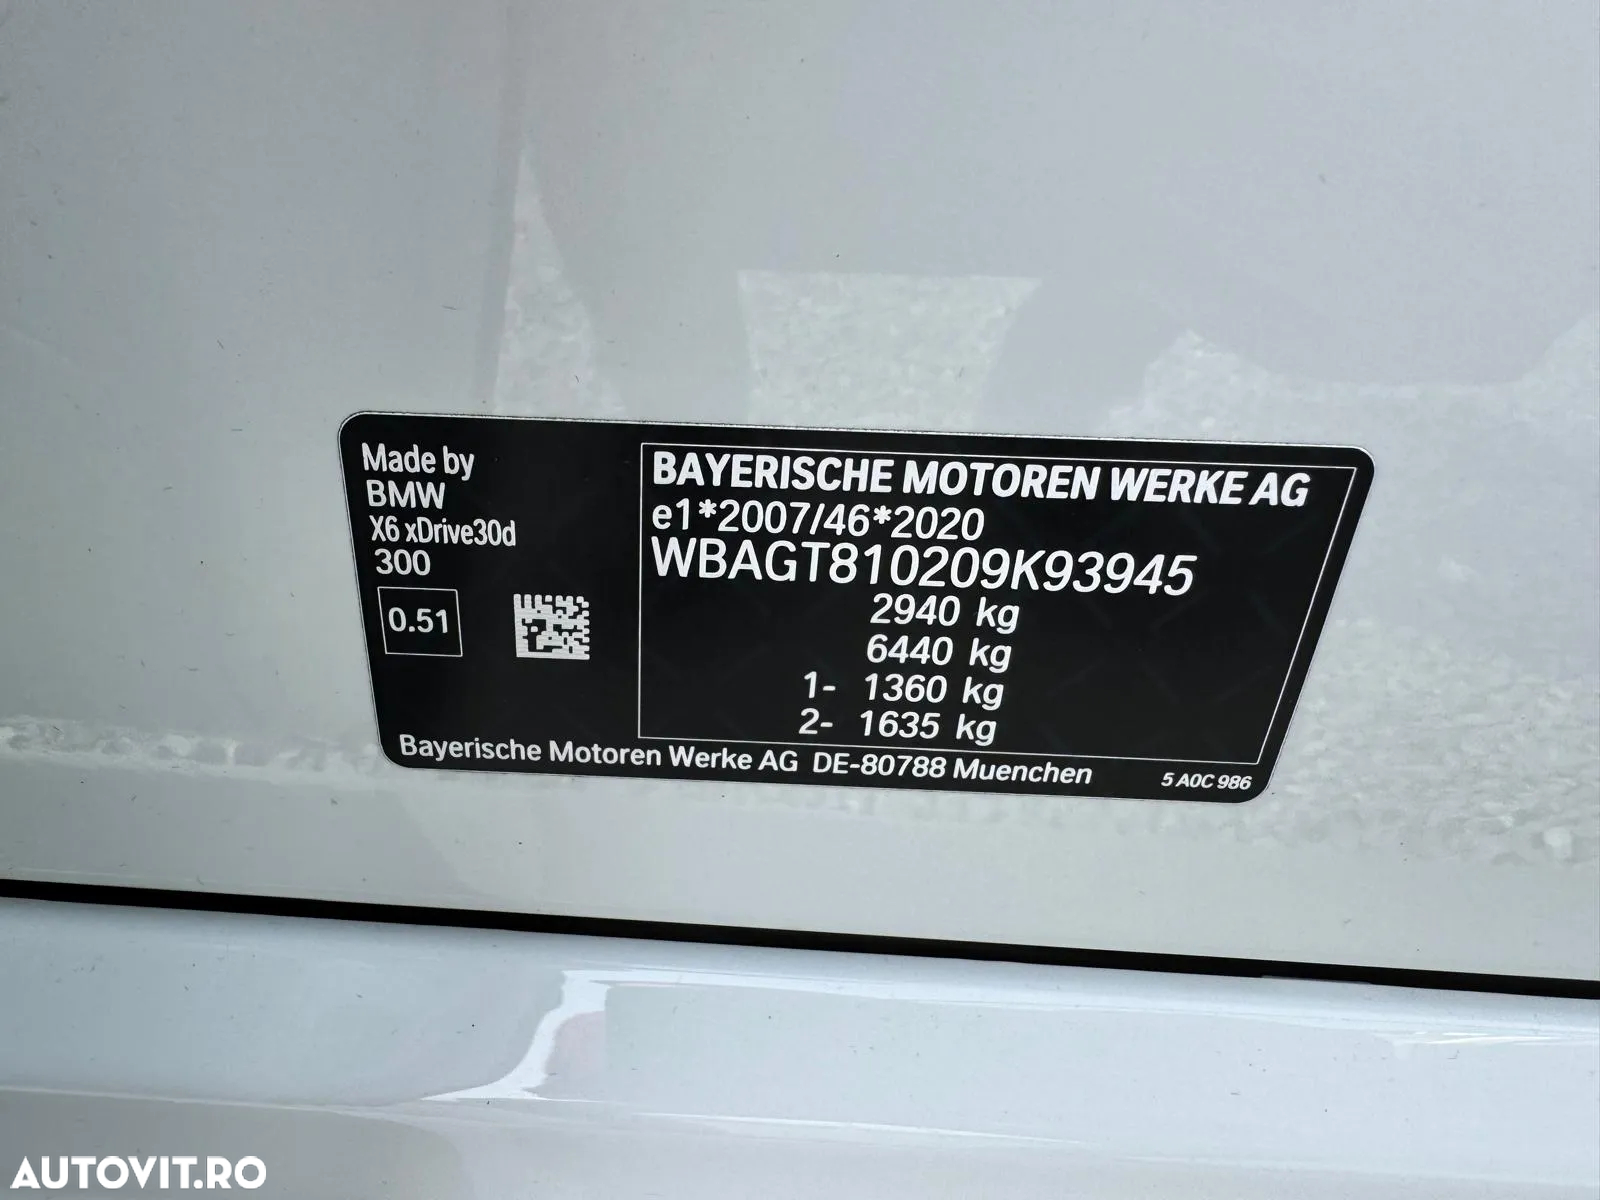 Made by
BMW
X6 xDrive30d
300
0.51
BAYERISCHE MOTOREN WERKE AG
e1*2007/46*2020
WBAGT810209K93945
2940 kg
6440 kg
1- 1360 kg
2- 1635 kg
Bayerische Motoren Werke AG DE-80788 Muenchen
5 A0C 986
AUTOVIT.RO